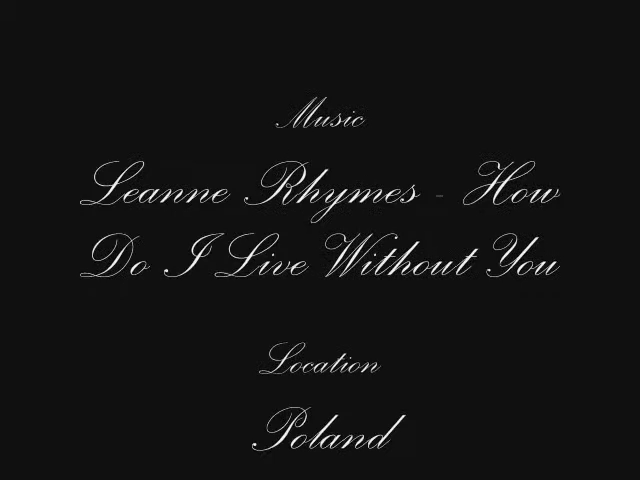 Music
Leanne Rhymes - How
Do I Live Without You
Location
Poland